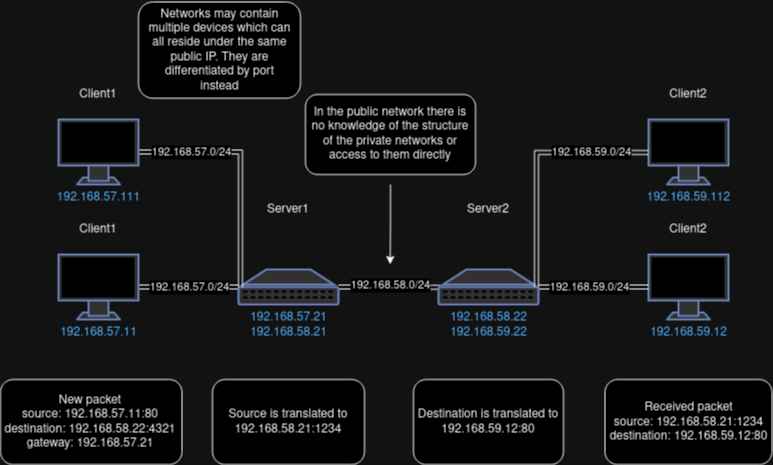 Networks may contain
multiple devices which can
all reside under the same
public IP. They are
differentiated by port
instead
In the public network there is
no knowledge of the structure
of the private networks or
access to them directly
Client1
192.168.57.0/24
192.168.57.111
Client2
192.168.59.0/24
192.168.59.112
Server1
Server2
Client1
192.168.57.0/24
192.168.57.11
192.168.58.0/24
Client2
192.168.59.0/24
192.168.59.12
192.168.57.21
192.168.58.21
192.168.58.22
192.168.59.22
New packet
source: 192.168.57.11:80
destination: 192.168.58.22:4321
gateway: 192.168.57.21
Source is translated to
192.168.58.21:1234
Destination is translated to
192.168.59.12:80
Received packet
source: 192.168.58.21:1234
destination: 192.168.59.12:80